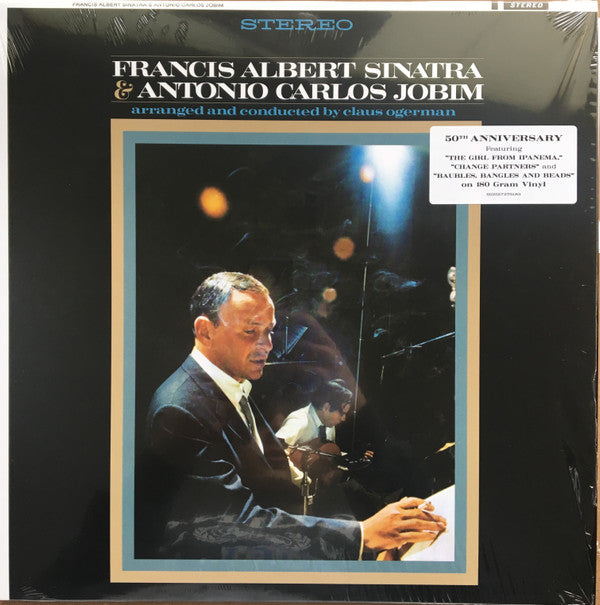 FRANCIS ALBERT SINATRA & ANTONIO CARLOS JOBIM
STEREO
STEREO
FRANCIS ALBERT SINATRA
& ANTONIO CARLOS JOBIM
arranged and conducted by claus ogerman
50TH ANNIVERSARY
Featuring
"THE GIRL FROM IPANEMA,"
"CHANGE PARTNERS" and
"BAUBLES, BANGLES AND BEADS"
on 180 Gram Vinyl